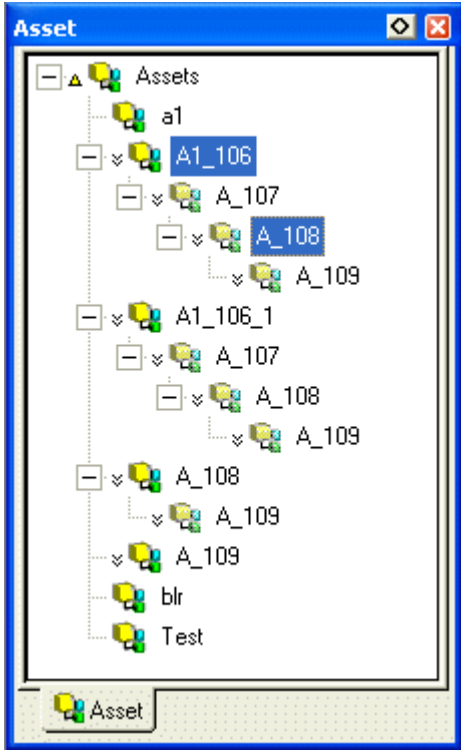 Asset
Assets
a1
A1_106
A_107
A_108
A_109
A1_106_1
A_107
A_108
A_109
A_108
A_109
A_109
blr
Test
Asset